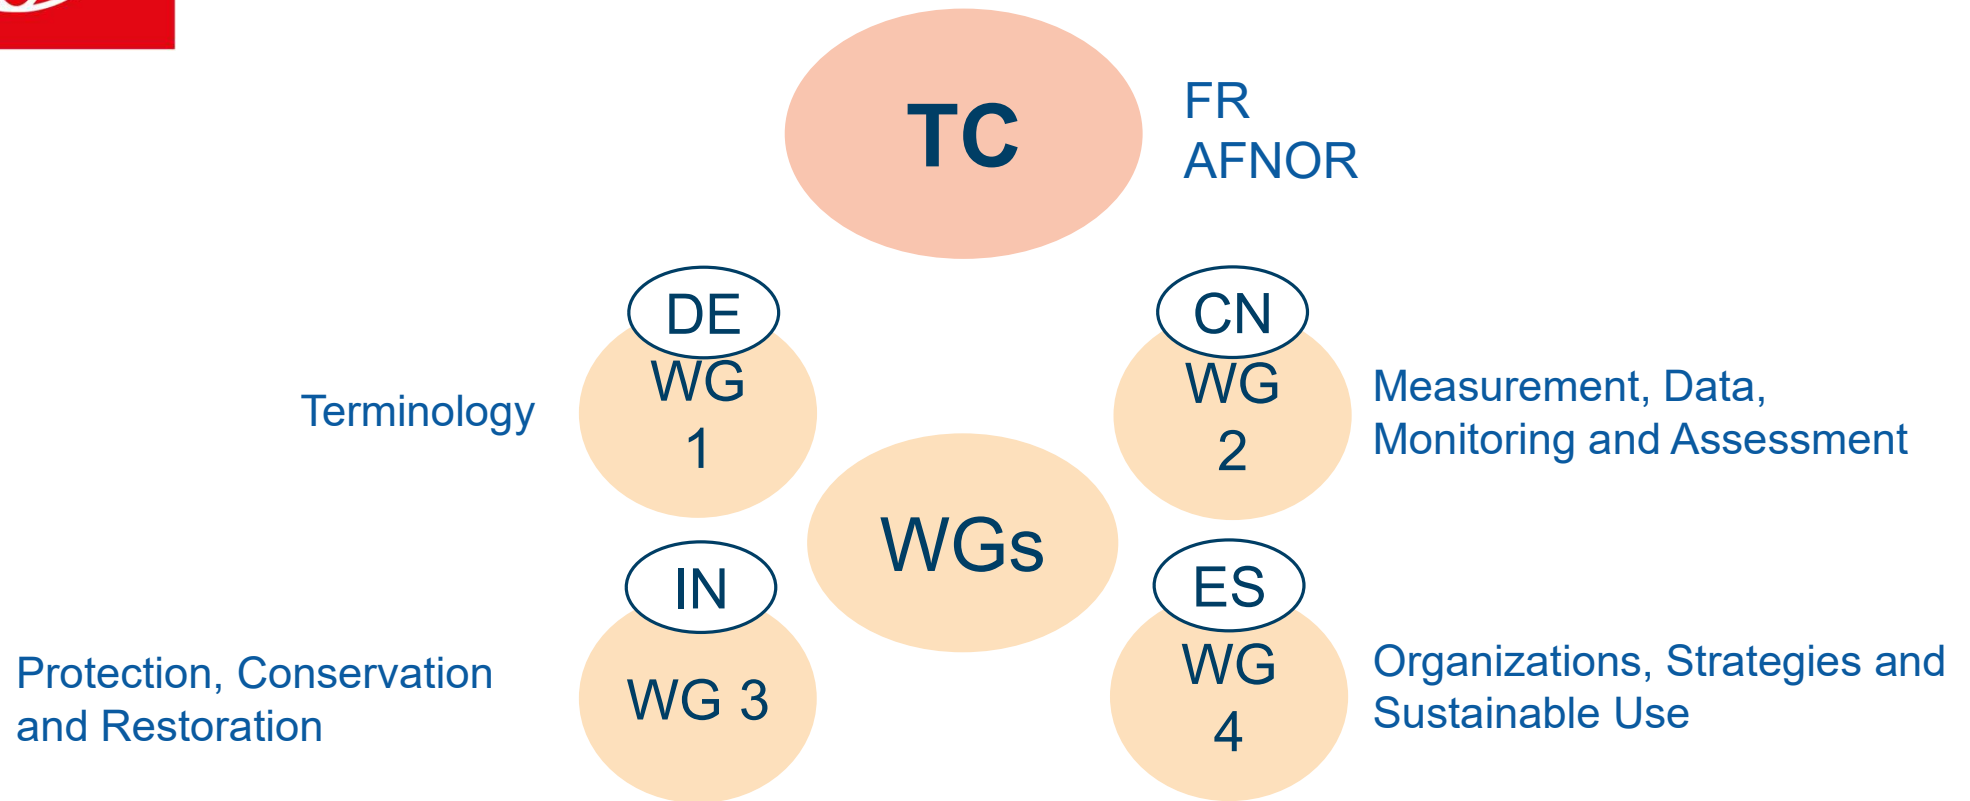 TC
FR
AFNOR
DE
WG
1
Terminology
CN
WG
2
Measurement, Data,
Monitoring and Assessment
WGs
IN
WG 3
Protection, Conservation
and Restoration
ES
WG
4
Organizations, Strategies and
Sustainable Use